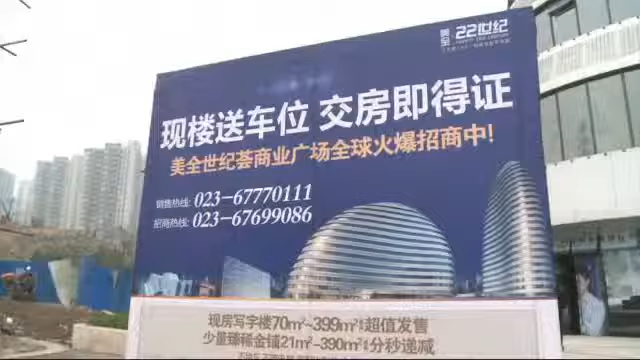 美全 22世纪
现楼送车位 交房即得证
美全世纪荟商业广场全球火爆招商中!
销售热线: 023-67770111
招商热线: 023-67699086
现房写字楼70m²-399m²超值发售
少量臻稀金铺21m²-390m²分秒递减